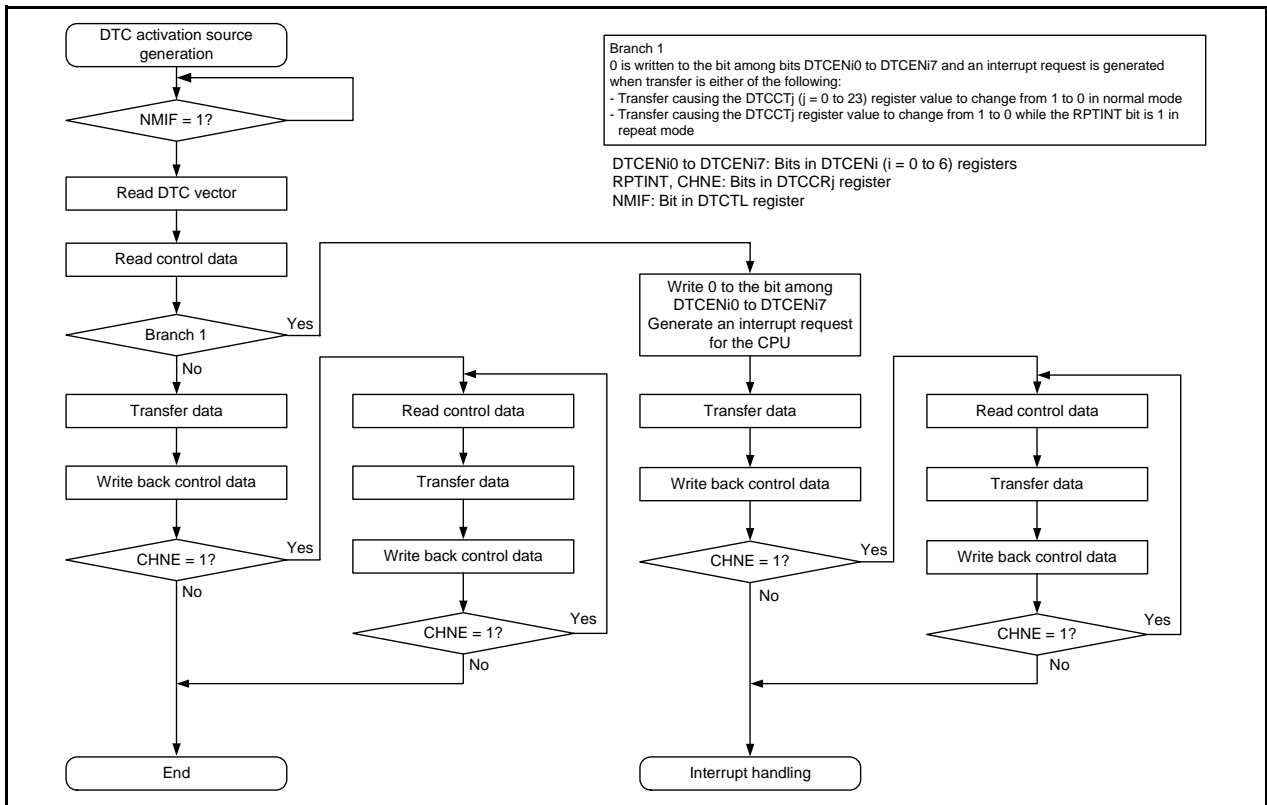 DTC activation source
generation
NMIF = 1?
Read DTC vector
Read control data
Branch 1
Yes
No
Transfer data
Write back control data
CHNE = 1?
Yes
No
End
Read control data
Transfer data
Write back control data
CHNE = 1?
Yes
No
Branch 1
0 is written to the bit among bits DTCENi0 to DTCENi7 and an interrupt request is generated
when transfer is either of the following:
- Transfer causing the DTCCTj (j = 0 to 23) register value to change from 1 to 0 in normal mode
- Transfer causing the DTCCTj register value to change from 1 to 0 while the RPTINT bit is 1 in
repeat mode
DTCENi0 to DTCENi7: Bits in DTCENi (i = 0 to 6) registers
RPTINT, CHNE: Bits in DTCCRj register
NMIF: Bit in DTCTL register
Write 0 to the bit among
DTCENi0 to DTCENi7
Generate an interrupt request
for the CPU
Transfer data
Write back control data
CHNE = 1?
Yes
No
Interrupt handling
Read control data
Transfer data
Write back control data
CHNE = 1?
Yes
No